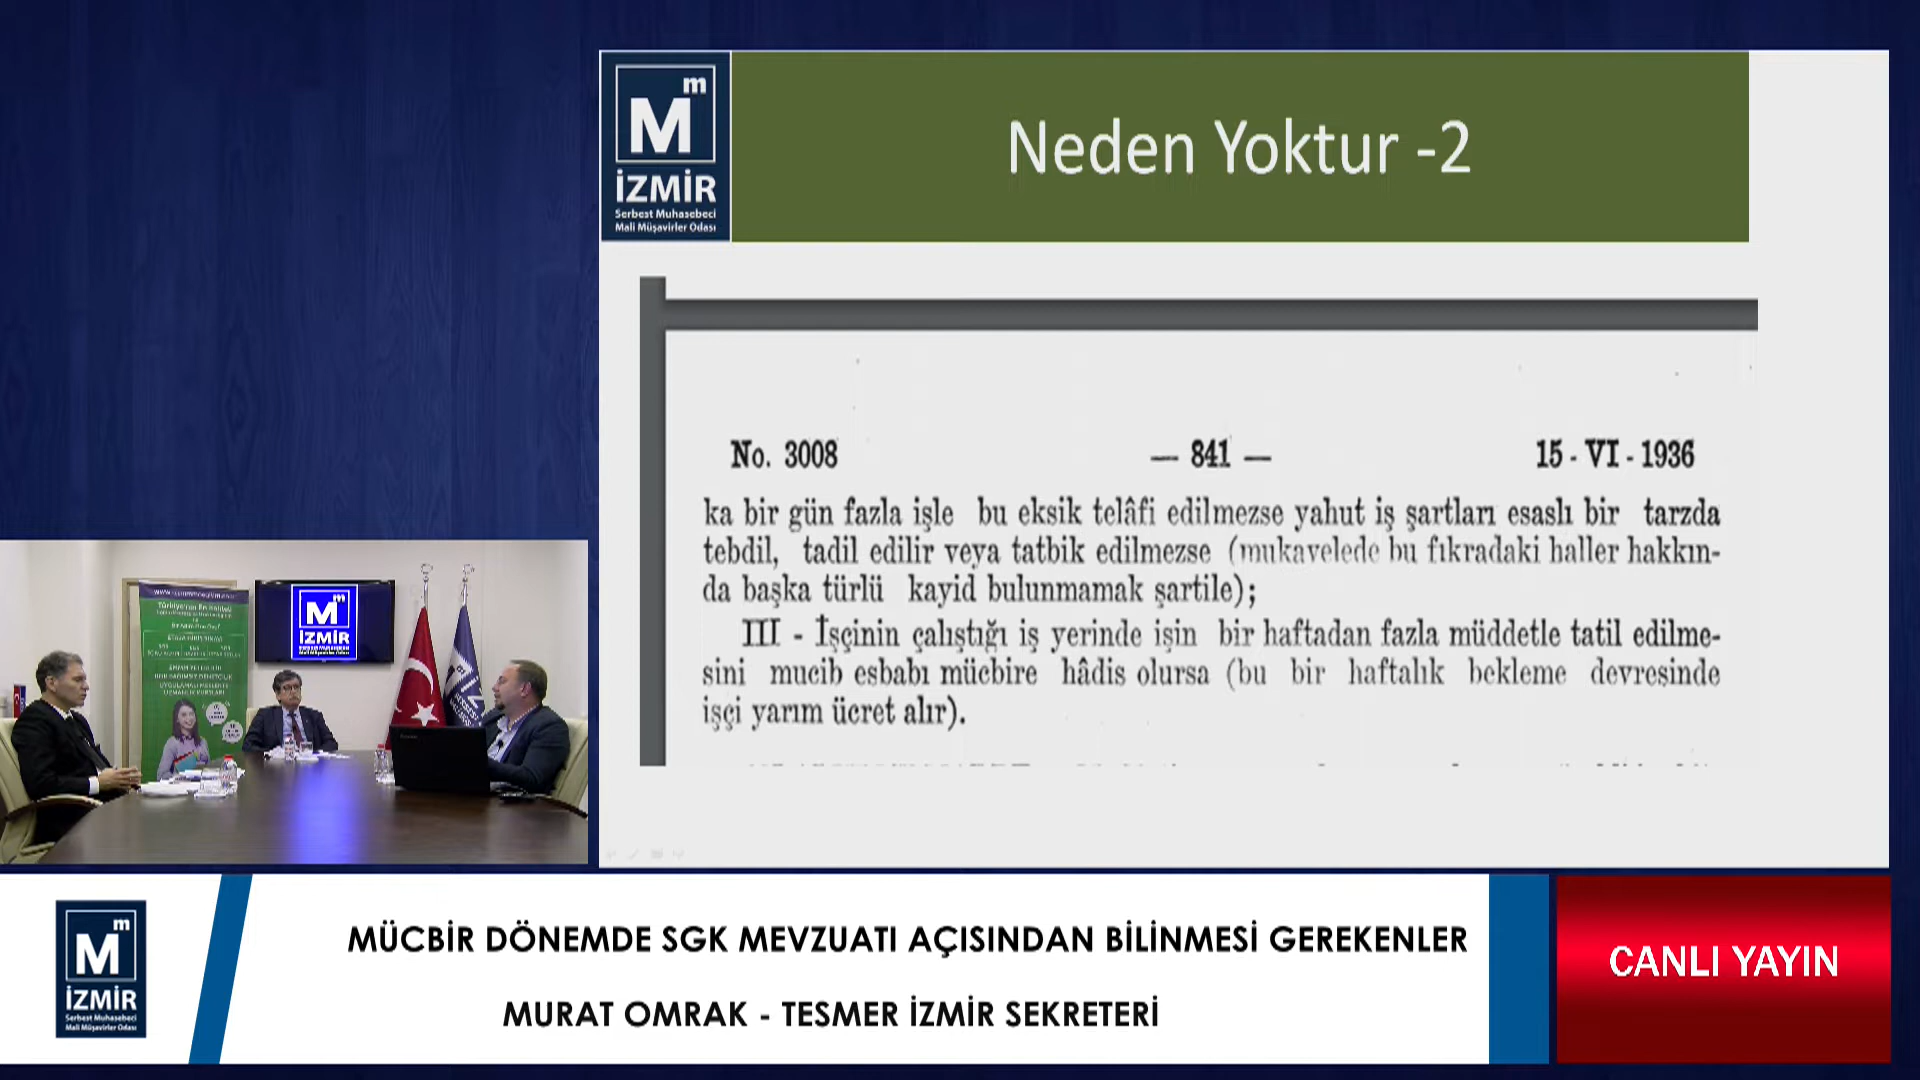 Mm
İZMİR
Serbest Muhasebeci
Mali Müşavirler Odası
Neden Yoktur -2
No. 3008 — 841 — 15 - VI - 1936
ka bir gün fazla işle bu eksik telâfi edilmezse yahut iş şartları esaslı bir tarzda
tebdil, tadil edilir veya tatbik edilmezse (mukavelede bu fıkradaki haller hakkın-
da başka türlü kayid bulunmamak şartile);
III - İşçinin çalıştığı iş yerinde işin bir haftadan fazla müddetle tatil edilme-
sini mucib esbabı mücbire hâdis olursa (bu bir haftalık bekleme devresinde
işçi yarım ücret alır).
Mm
İZMİR
MÜCBİR DÖNEMDE SGK MEVZUATI AÇISINDAN BİLİNMESİ GEREKENLER
MURAT OMRAK - TESMER İZMİR SEKRETERİ
CANLI YAYIN
Mm
İZMİR
Serbest Muhasebeci
Mali Müşavirler Odası